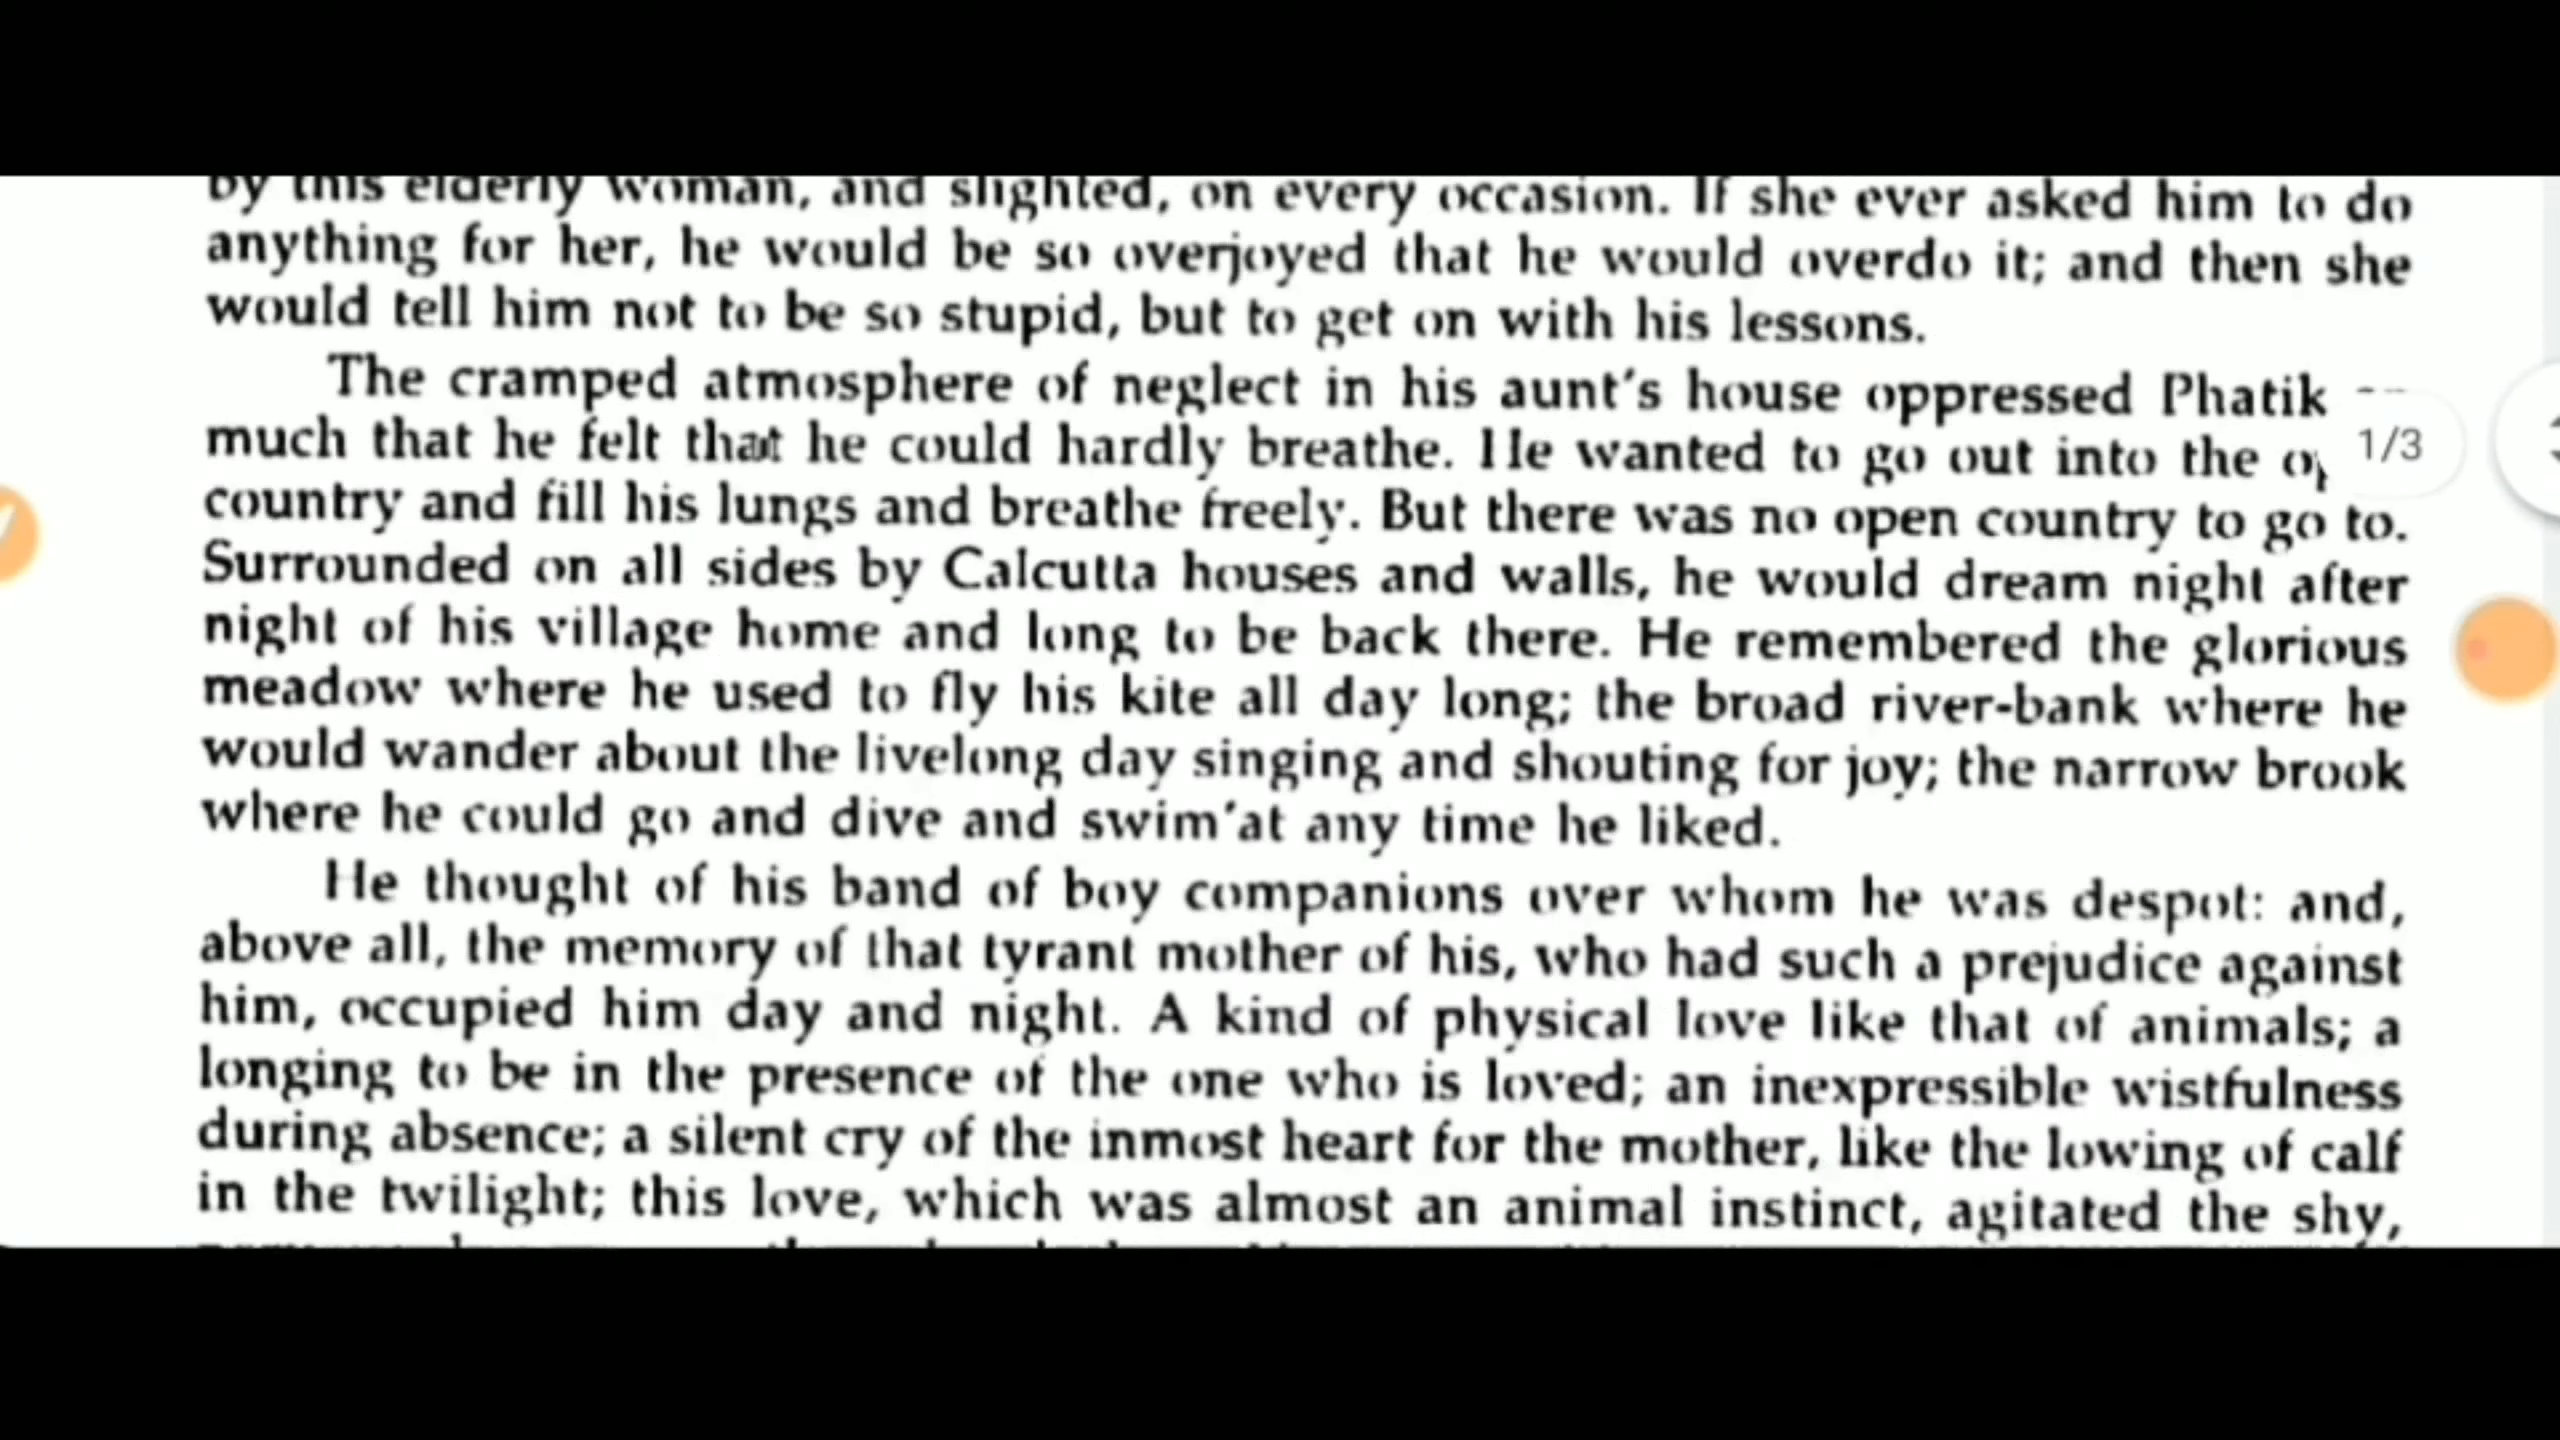 by this elderly woman, and slighted, on every occasion. If she ever asked him to do
anything for her, he would be so overjoyed that he would overdo it; and then she
would tell him not to be so stupid, but to get on with his lessons.
The cramped atmosphere of neglect in his aunt's house oppressed Phatik
much that he felt that he could hardly breathe. He wanted to go out into the
1/3
country and fill his lungs and breathe freely. But there was no open country to go to.
Surrounded on all sides by Calcutta houses and walls, he would dream night after
night of his village home and long to be back there. He remembered the glorious
meadow where he used to fly his kite all day long; the broad river-bank where he
would wander about the livelong day singing and shouting for joy; the narrow brook
where he could go and dive and swim'at any time he liked.
He thought of his band of boy companions over whom he was despot: and,
above all, the memory of that tyrant mother of his, who had such a prejudice against
him, occupied him day and night. A kind of physical love like that of animals; a
longing to be in the presence of the one who is loved; an inexpressible wistfulness
during absence; a silent cry of the inmost heart for the mother, like the lowing of calf
in the twilight; this love, which was almost an animal instinct, agitated the shy,